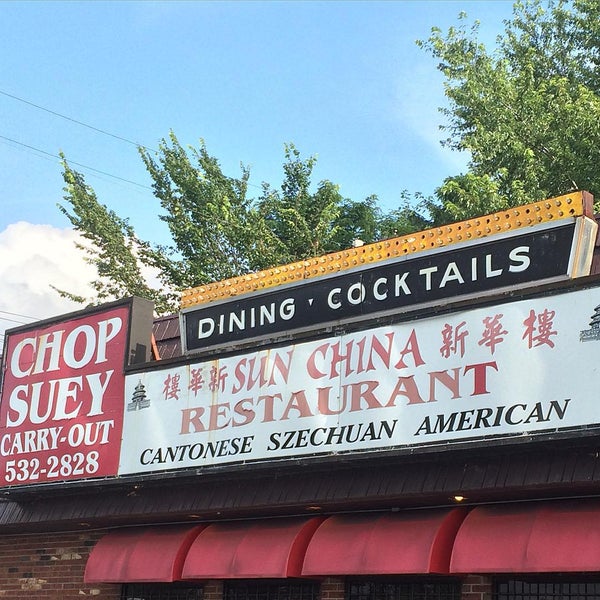 DINING · COCKTAILS
CHOP
SUEY
CARRY-OUT
532-2828
樓華新 SUN CHINA 新華樓
RESTAURANT
CANTONESE SZECHUAN AMERICAN